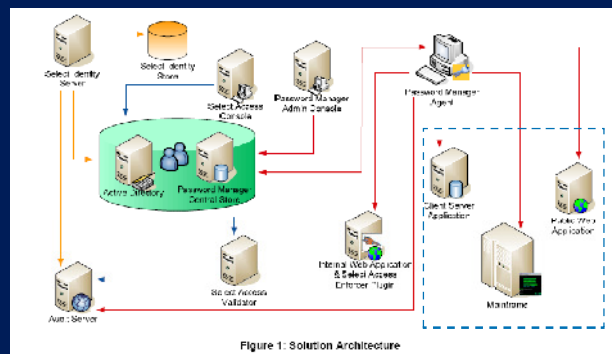 Select Identity
Server
Select Identity
Store
Select Access
Console
Password Manager
Admin Console
Password Manager
Agent
Active Directory
Password Manager
Central Store
Client Server
Application
Public Web
Application
Internal Web Application
& Select Access
Enforcer Plugin
Select Access
Validator
Mainframe
Audit Server
Figure 1: Solution Architecture